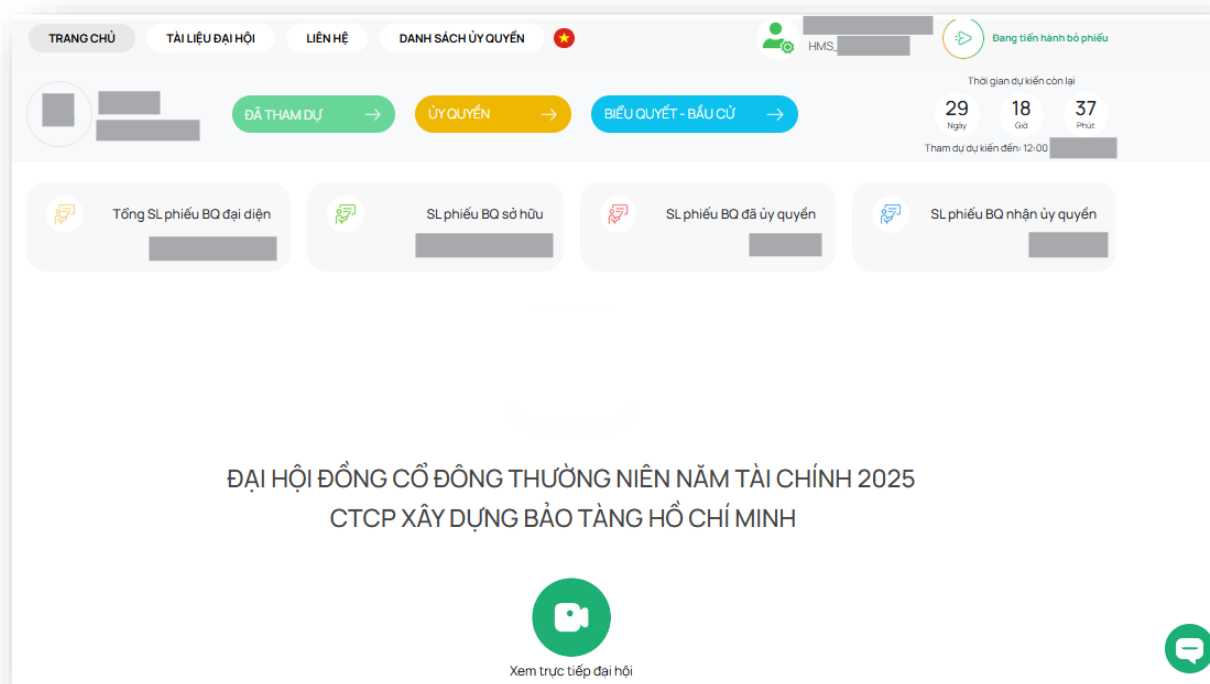 TRANG CHỦ TÀI LIỆU ĐẠI HỘI LIÊN HỆ DANH SÁCH ỦY QUYỀN
HMS_
Đang tiến hành bỏ phiếu
ĐÃ THAM DỰ
ỦY QUYỀN
BIỂU QUYẾT - BẦU CỬ
Thời gian dự kiến còn lại
29 18 37
Ngày Giờ Phút
Tham dự dự kiến đến: 12:00
Tổng SL phiếu BQ đại diện
SL phiếu BQ sở hữu
SL phiếu BQ đã ủy quyền
SL phiếu BQ nhận ủy quyền
ĐẠI HỘI ĐỒNG CỔ ĐÔNG THƯỜNG NIÊN NĂM TÀI CHÍNH 2025
CTCP XÂY DỰNG BẢO TÀNG HỒ CHÍ MINH
Xem trực tiếp đại hội